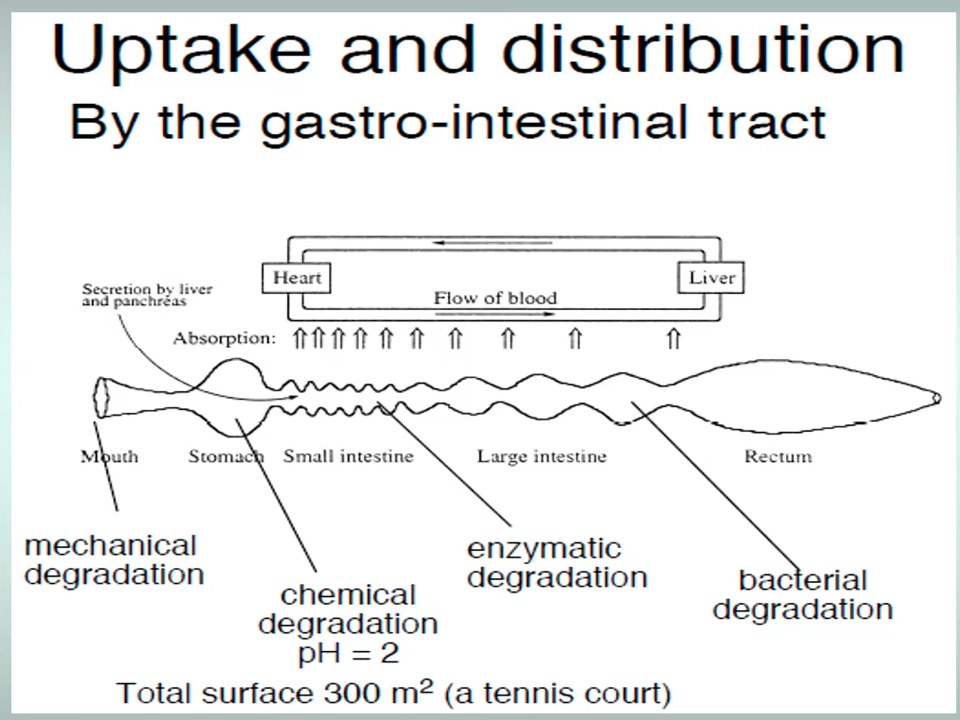 Uptake and distribution
By the gastro-intestinal tract
Heart
Liver
Flow of blood
Secretion by liver
and panchréas
Absorption:
Mouth
Stomach
Small intestine
Large intestine
Rectum
mechanical
degradation
chemical
degradation
pH = 2
enzymatic
degradation
bacterial
degradation
Total surface 300 m² (a tennis court)